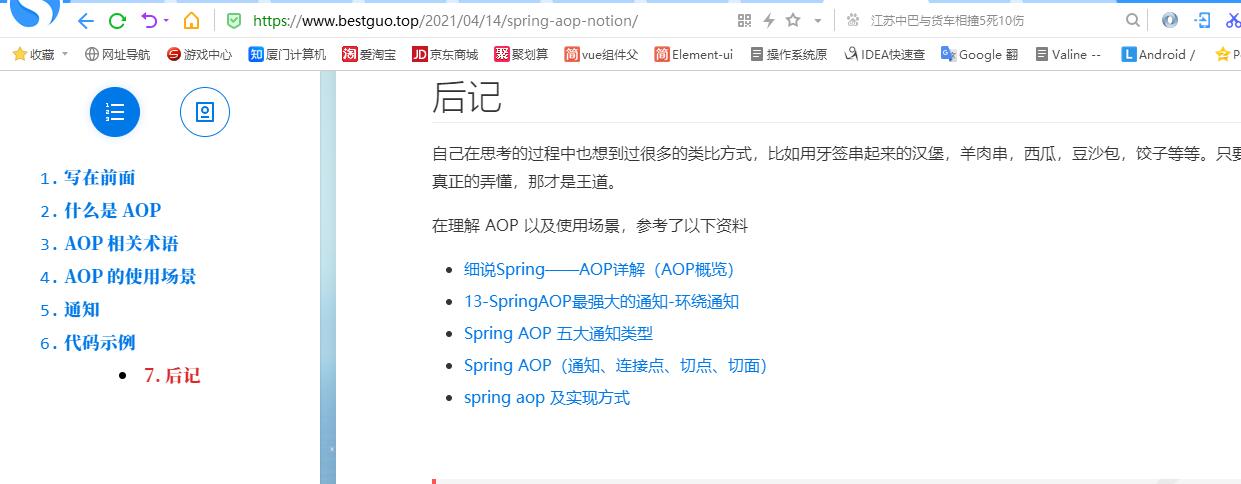 https://www.bestguo.top/2021/04/14/spring-aop-notion/
江苏中巴与货车相撞5死10伤
收藏 网址导航 游戏中心 知 厦门计算机 淘 爱淘宝 JD 京东商城 聚 聚划算 简 vue组件父 简 Element-ui 操作系统原 IDEA快速查 Google 翻 Valine -- L Android /
后记
自己在思考的过程中也想到过很多的类比方式，比如用牙签串起来的汉堡，羊肉串，西瓜，豆沙包，饺子等等。只要
真正的弄懂，那才是王道。
在理解 AOP 以及使用场景，参考了以下资料
细说Spring——AOP详解（AOP概览）
13-SpringAOP最强大的通知-环绕通知
Spring AOP 五大通知类型
Spring AOP（通知、连接点、切点、切面）
spring aop 及实现方式
1. 写在前面
2. 什么是 AOP
3. AOP 相关术语
4. AOP 的使用场景
5. 通知
6. 代码示例
7. 后记